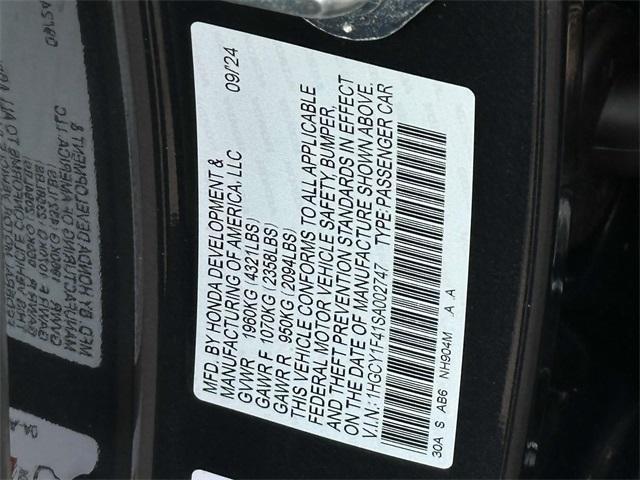 MFD. BY HONDA DEVELOPMENT &
MANUFACTURING OF AMERICA, LLC 09/24
GVWR 1960KG (4321LBS)
GAWR F 1070KG (2358LBS)
GAWR R 950KG (2094LBS)
THIS VEHICLE CONFORMS TO ALL APPLICABLE
FEDERAL MOTOR VEHICLE SAFETY, BUMPER,
AND THEFT PREVENTION STANDARDS IN EFFECT
ON THE DATE OF MANUFACTURE SHOWN ABOVE.
V.I.N.: 1HGCY1F41SA002747 TYPE: PASSENGER CAR
30A S AB6 NH904M A A